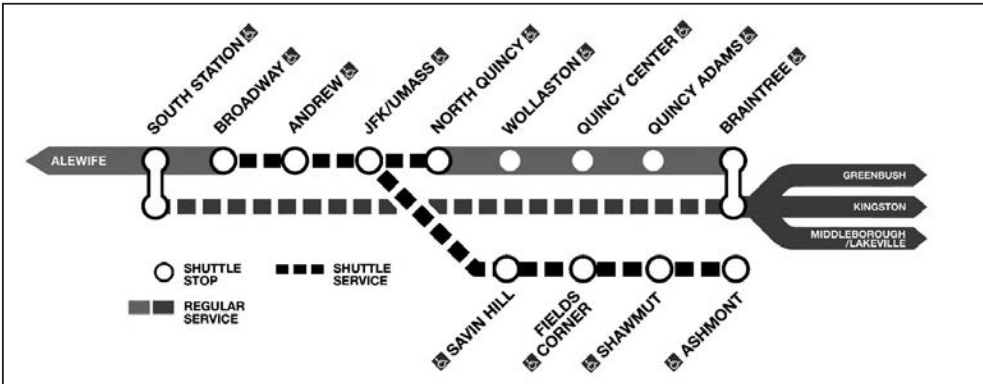 SOUTH STATION
BROADWAY
ANDREW
JFK/UMASS
NORTH QUINCY
WOLLASTON
QUINCY CENTER
QUINCY ADAMS
BRAINTREE
ALEWIFE
GREENBUSH
KINGSTON
MIDDLEBOROUGH
/LAKEVILLE
SHUTTLE
STOP
SHUTTLE
SERVICE
REGULAR
SERVICE
SAVIN HILL
FIELDS
CORNER
SHAWMUT
ASHMONT